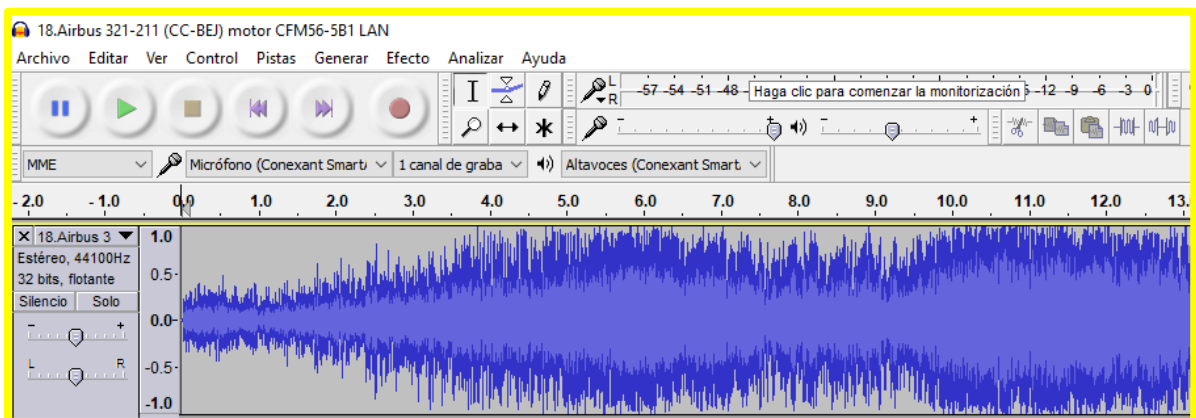 18.Airbus 321-211 (CC-BEJ) motor CFM56-5B1 LAN
Archivo Editar Ver Control Pistas Generar Efecto Analizar Ayuda
L
R
-57 -54 -51 -48 Haga clic para comenzar la monitorización -12 -9 -6 -3 0
- + - +
MME Micrófono (Conexant Smart 1 canal de graba Altavoces (Conexant Smart
- 2.0 - 1.0 0.0 1.0 2.0 3.0 4.0 5.0 6.0 7.0 8.0 9.0 10.0 11.0 12.0 13.
X 18.Airbus 3 1.0
Estéreo, 44100Hz
32 bits, flotante 0.5
Silencio Solo
- + 0.0
L R -0.5
-1.0